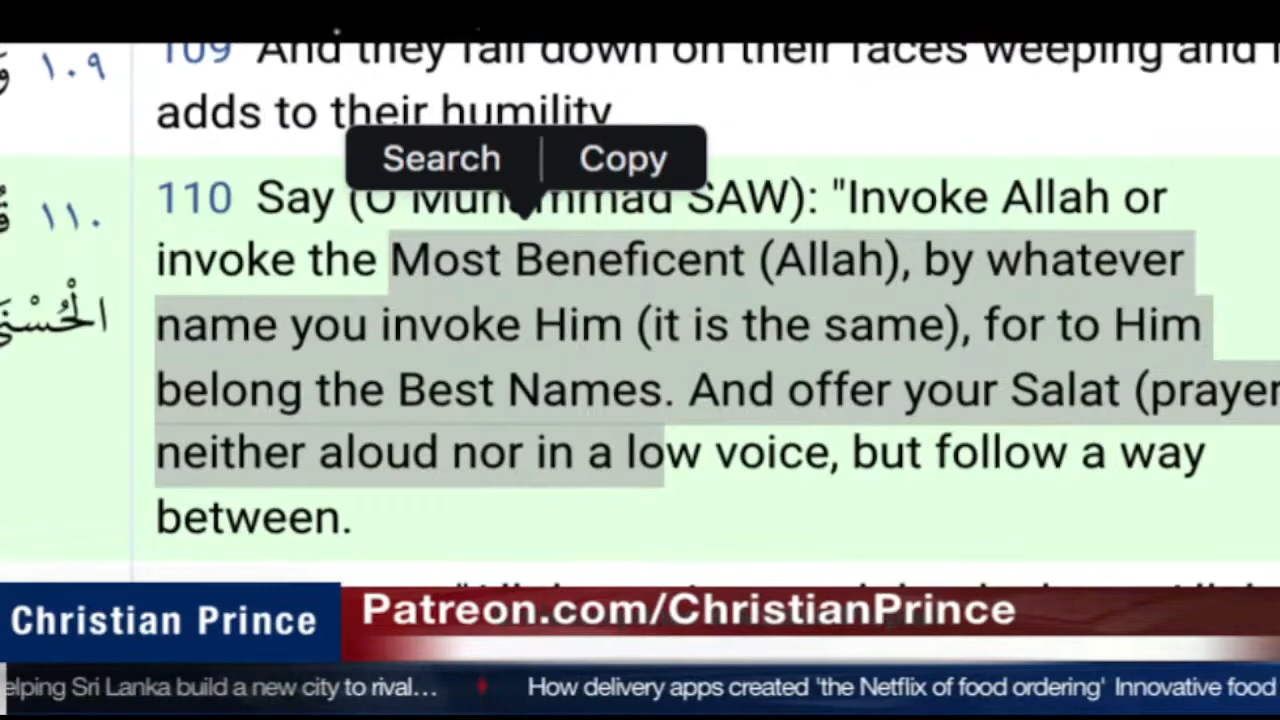 109 And they fall down on their faces weeping and
adds to their humility
Search
Copy
١٠٩
١١٠
الْحُسْنَى
110 Say (O Muhammad SAW): "Invoke Allah or
invoke the Most Beneficent (Allah), by whatever
name you invoke Him (it is the same), for to Him
belong the Best Names. And offer your Salat (prayer
neither aloud nor in a low voice, but follow a way
between.
Christian Prince
Patreon.com/ChristianPrince
elping Sri Lanka build a new city to rival...
How delivery apps created 'the Netflix of food ordering' Innovative food